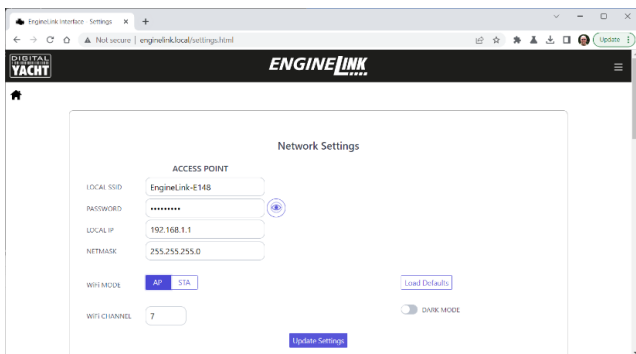 EngineLink Interface - Settings
Not secure | enginelink.local/settings.html
Update
DIGITAL
YACHT
ENGINELINK
Network Settings
ACCESS POINT
LOCAL SSID EngineLink-E148
PASSWORD •••••••••
LOCAL IP 192.168.1.1
NETMASK 255.255.255.0
WIFI MODE AP STA Load Defaults
DARK MODE
WIFI CHANNEL 7
Update Settings